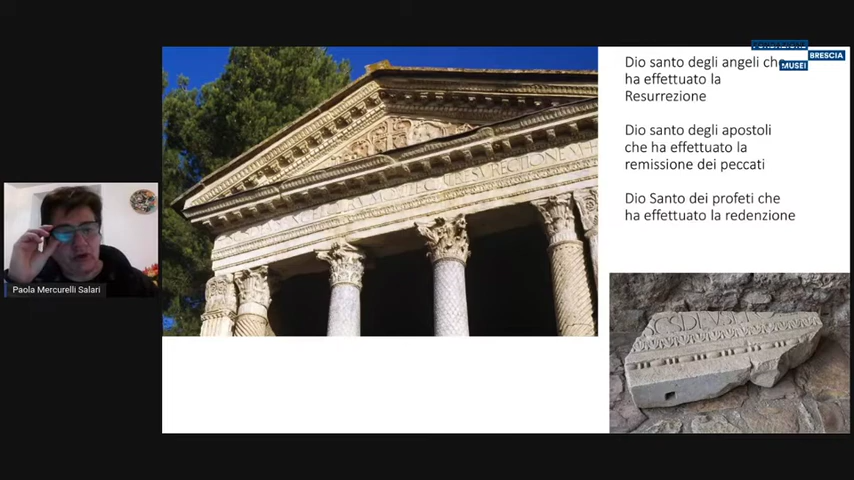 FONDAZIONE
BRESCIA
MUSEI
Dio santo degli angeli che
ha effettuato la
Resurrezione
Dio santo degli apostoli
che ha effettuato la
remissione dei peccati
Dio Santo dei profeti che
ha effettuato la redenzione
Paola Mercurelli Salari